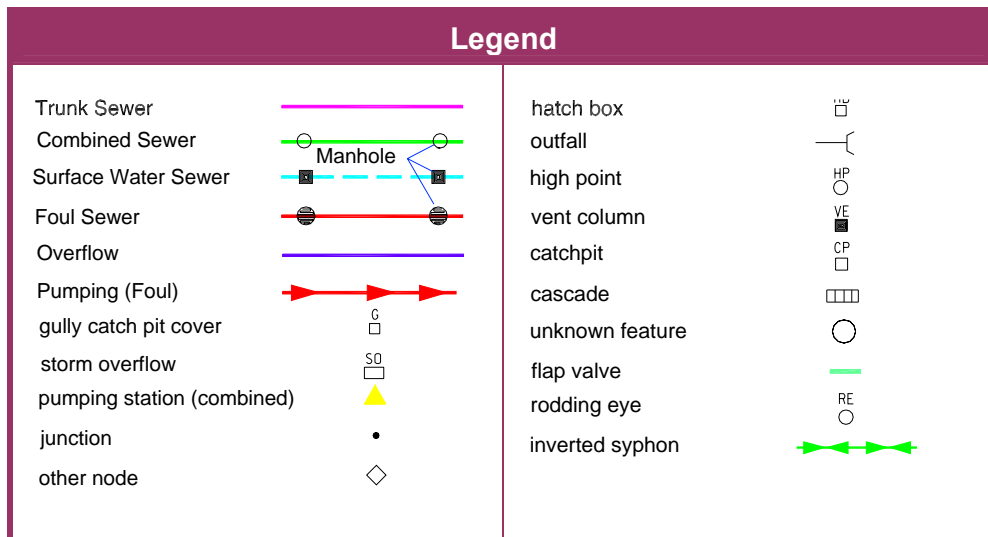 Legend
Trunk Sewer
Combined Sewer
Manhole
Surface Water Sewer
Foul Sewer
Overflow
Pumping (Foul)
gully catch pit cover G
storm overflow SO
pumping station (combined)
junction
other node
hatch box
outfall
high point HP
vent column VE
catchpit CP
cascade
unknown feature
flap valve
rodding eye RE
inverted syphon